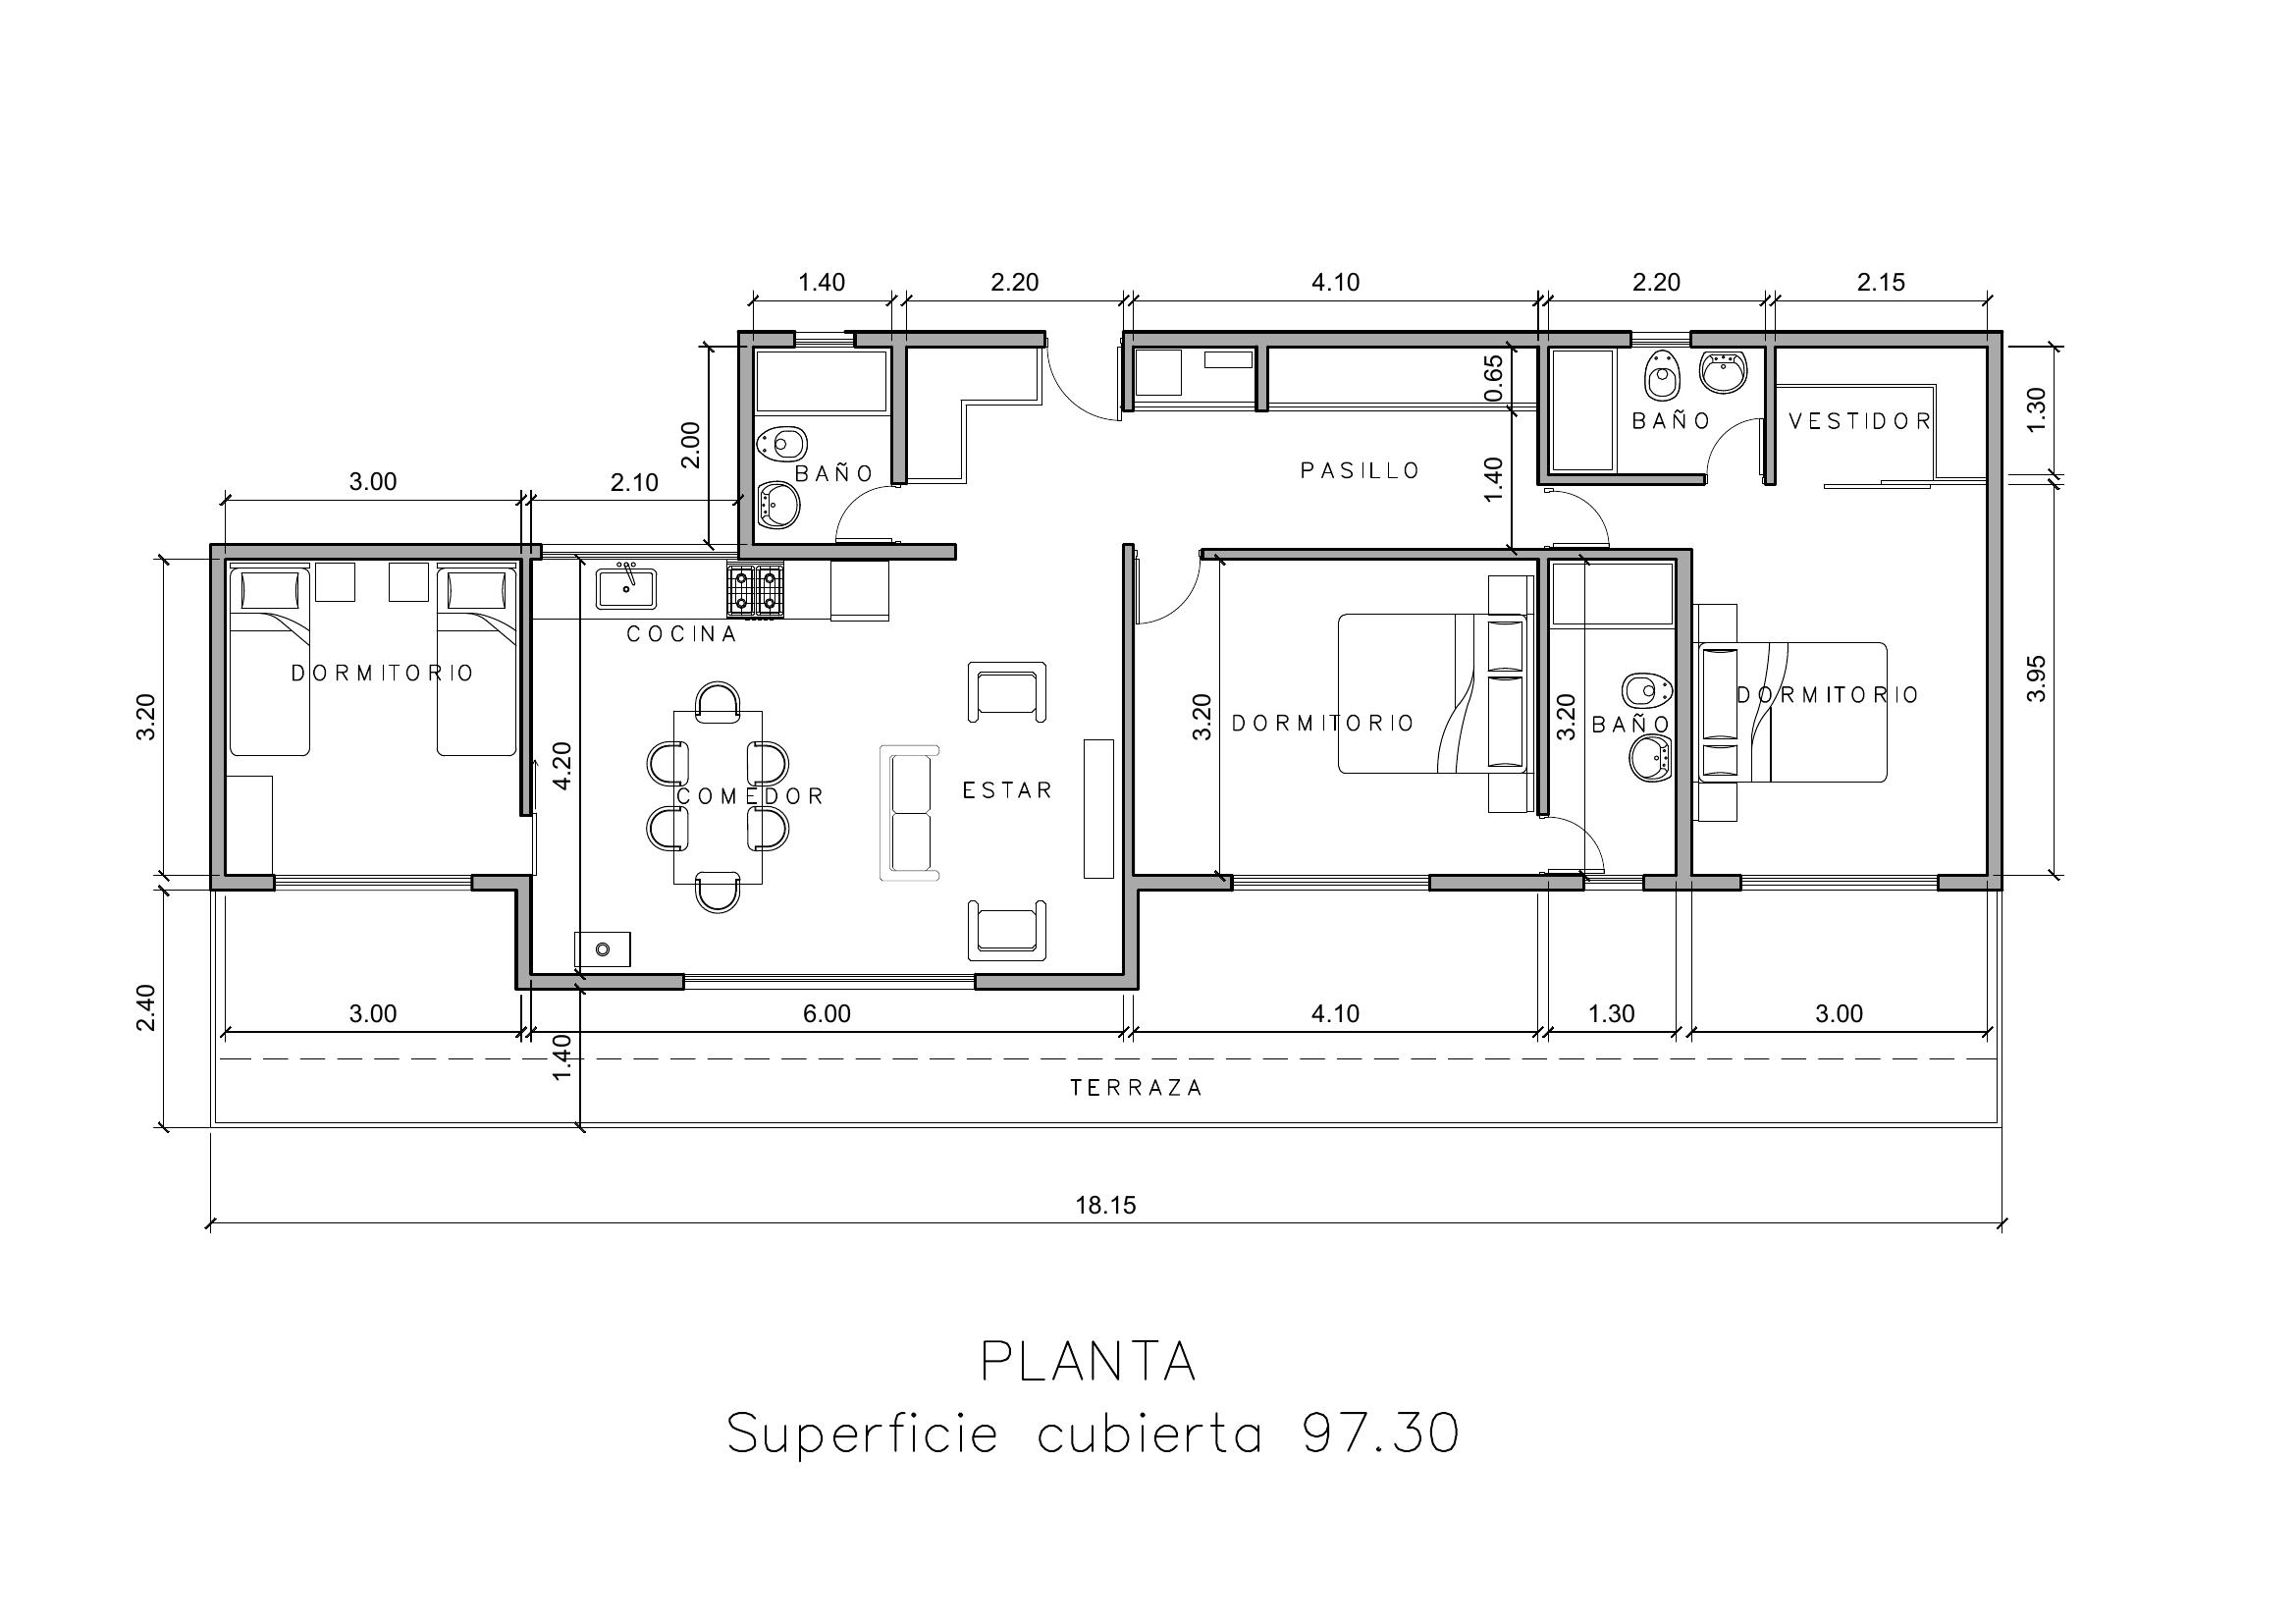 1.40 2.20 4.10 2.20 2.15
0.65
1.30
2.00
BAÑO VESTIDOR
BAÑO
PASILLO
1.40
3.00 2.10
COCINA
DORMITORIO
3.95
DORMITORIO
3.20
4.20
3.20
DORMITORIO
3.20
BAÑO
COMEDOR
ESTAR
2.40
3.00 6.00 4.10 1.30 3.00
1.40
TERRAZA
18.15
PLANTA
Superficie cubierta 97.30